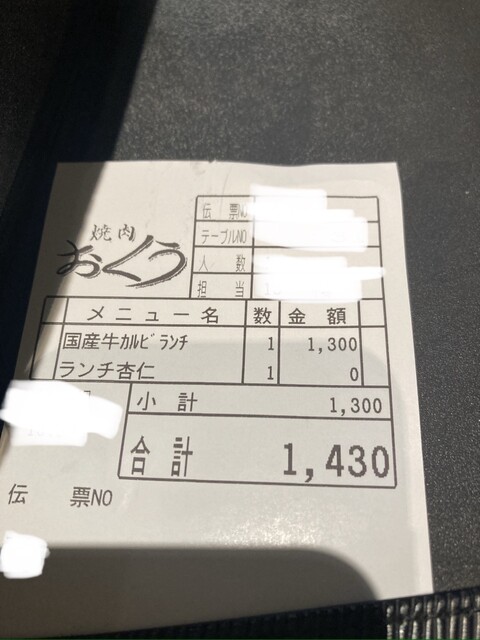 焼肉
おくう
伝 票NO
テーブルNO
人 数
担 当
メニュー名 数 金 額
国産牛ｶﾙﾋﾞﾗﾝﾁ 1 1,300
ランチ杏仁 1 0
小 計 1,300
合 計 1,430
伝 票NO